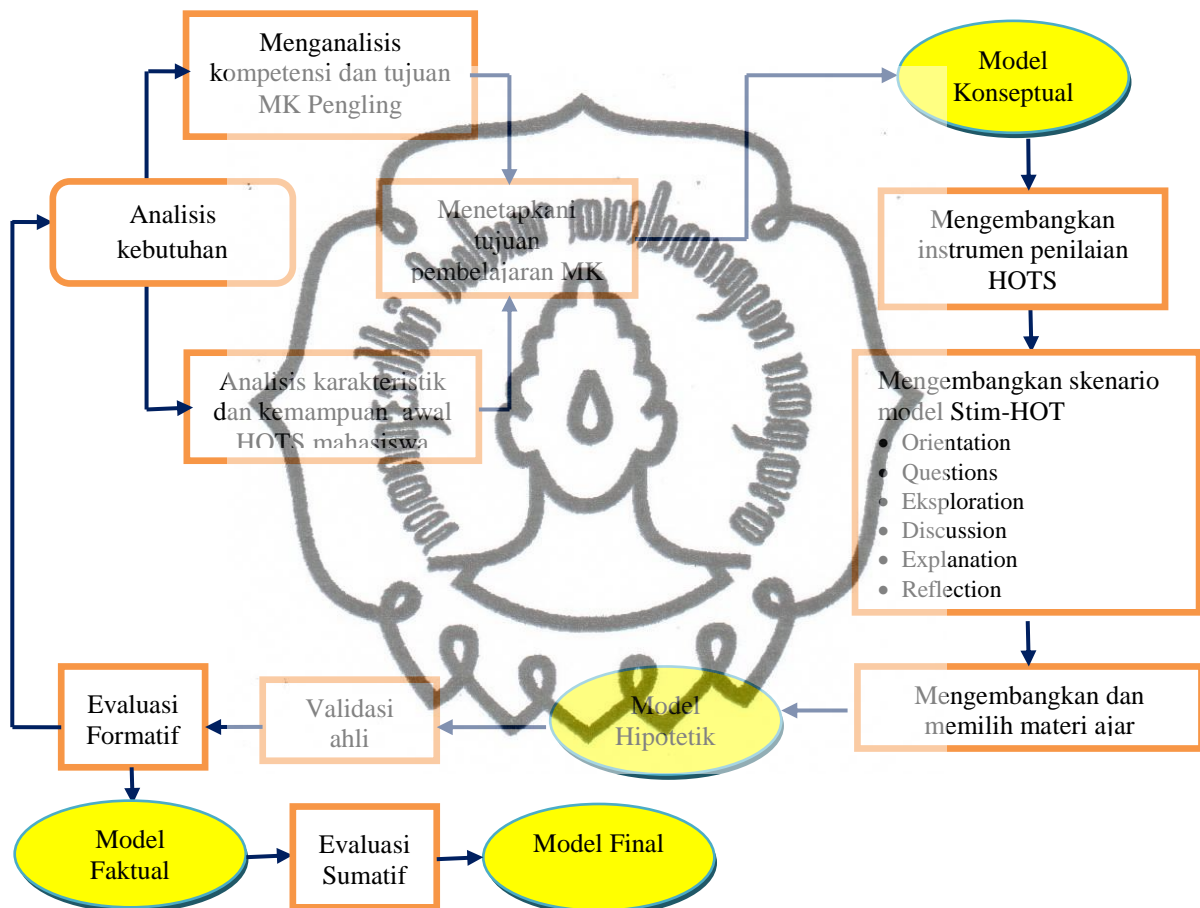 Menganalisis
kompetensi dan tujuan
MK Pengling
Model
Konseptual
Analisis
kebutuhan
Menetapkani
tujuan
pembelajaran MK
Mengembangkan
instrumen penilaian
HOTS
Analisis karakteristik
dan kemampuan awal
HOTS mahasiswa
Mengembangkan skenario
model Stim-HOT
• Orientation
• Questions
• Eksploration
• Discussion
• Explanation
• Reflection
Mengembangkan dan
memilih materi ajar
Model
Hipotetik
Validasi
ahli
Evaluasi
Formatif
Model
Faktual
Evaluasi
Sumatif
Model Final